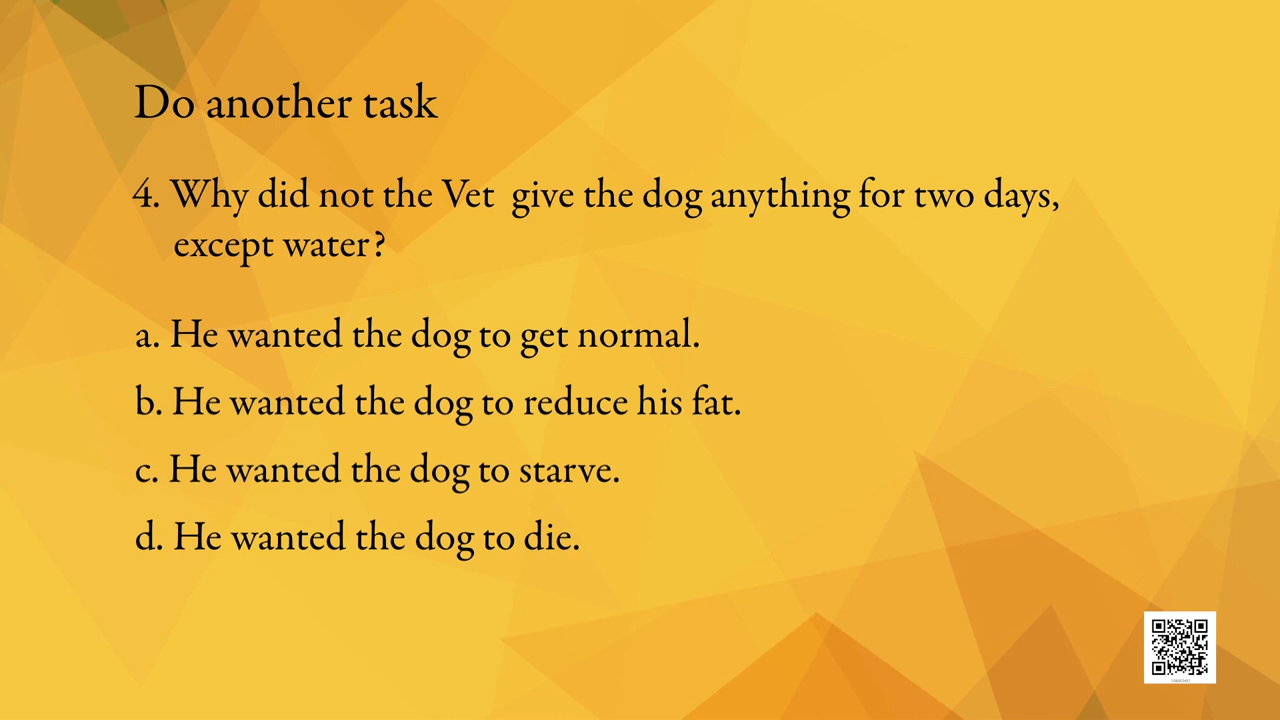 Do another task
4. Why did not the Vet  give the dog anything for two days,
except water?
a. He wanted the dog to get normal.
b. He wanted the dog to reduce his fat.
c. He wanted the dog to starve.
d. He wanted the dog to die.